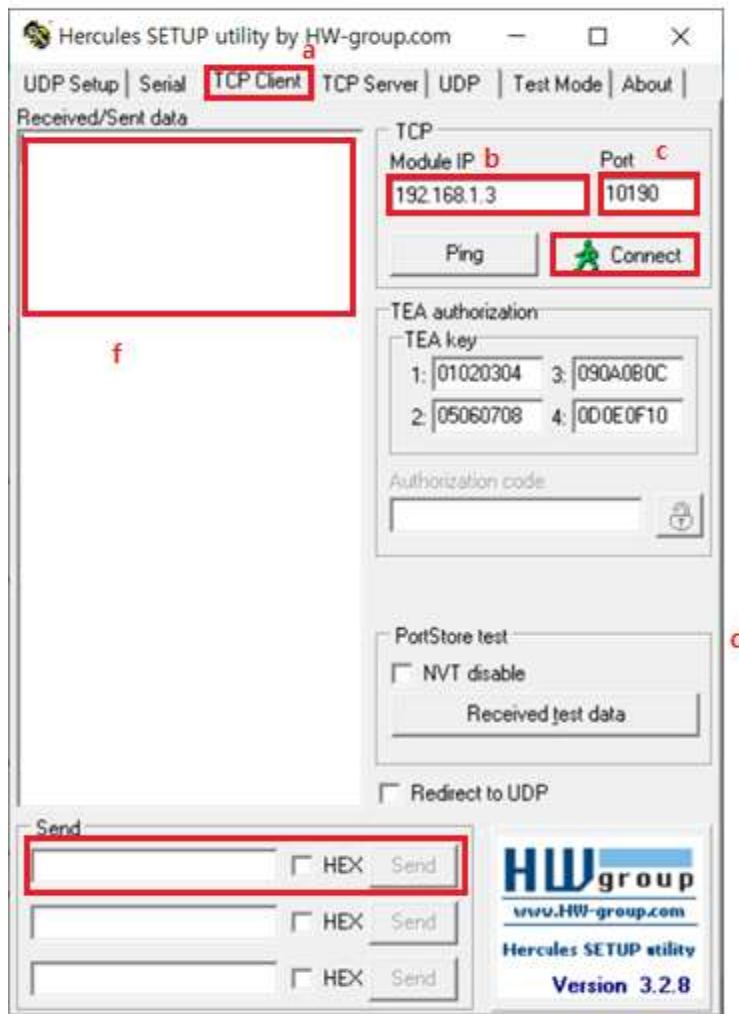 Hercules SETUP utility by HW-group.com
a
UDP Setup Serial TCP Client TCP Server UDP Test Mode About
Received/Sent data
f
TCP
Module IP b Port c
192.168.1.3 10190
Ping Connect
TEA authorization
TEA key
1: 01020304 3: 090A0B0C
2: 05060708 4: 0D0E0F10
Authorization code
PortStore test
NVT disable
Received test data
Redirect to UDP
Send
HEX Send
HEX Send
HEX Send
HW group
www.HW-group.com
Hercules SETUP utility
Version 3.2.8